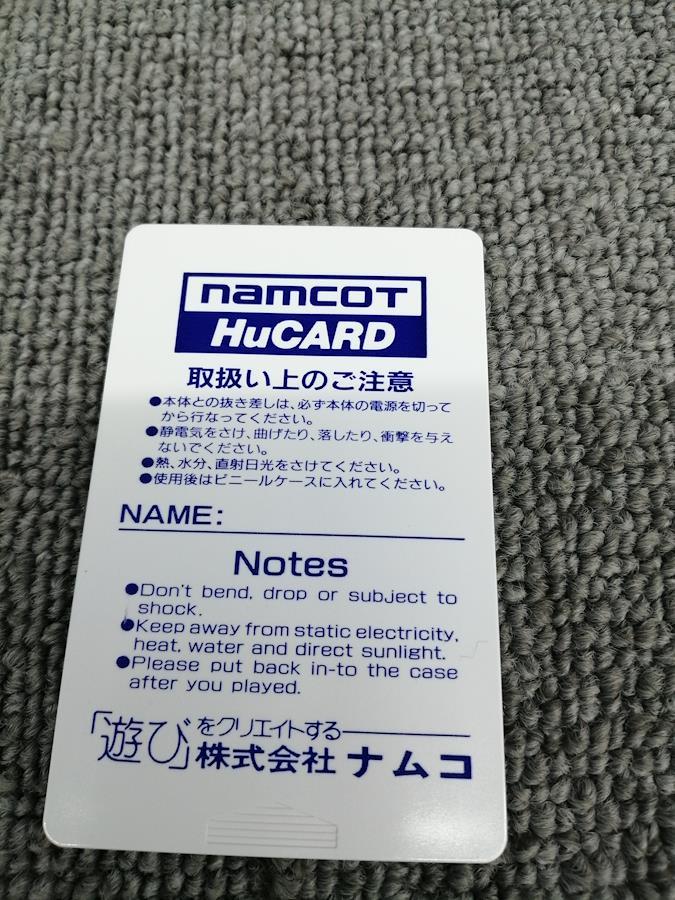 namcot
HuCARD
取扱い上のご注意
●本体との抜き差しは、必ず本体の電源を切って
から行なってください。
●静電気をさけ、曲げたり、落したり、衝撃を与え
ないでください。
●熱、水分、直射日光をさけてください。
●使用後はビニールケースに入れてください。
NAME:
Notes
●Don't bend, drop or subject to
shock.
●Keep away from static electricity,
heat, water and direct sunlight.
●Please put back in-to the case
after you played.
「遊び」をクリエイトする
株式会社ナムコ